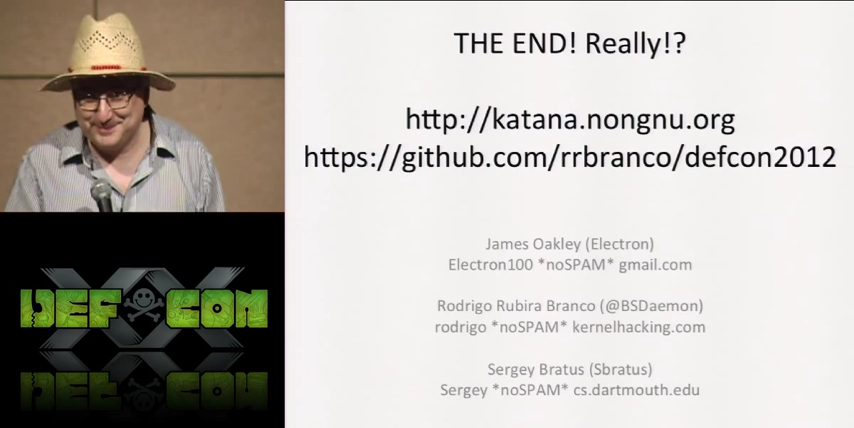 THE END! Really!?
http://katana.nongnu.org
https://github.com/rrbranco/defcon2012
James Oakley (Electron)
Electron100 *noSPAM* gmail.com
Rodrigo Rubira Branco (@BSDaemon)
rodrigo *noSPAM* kernelhacking.com
Sergey Bratus (Sbratus)
Sergey *noSPAM* cs.dartmouth.edu
XX
DEF CON